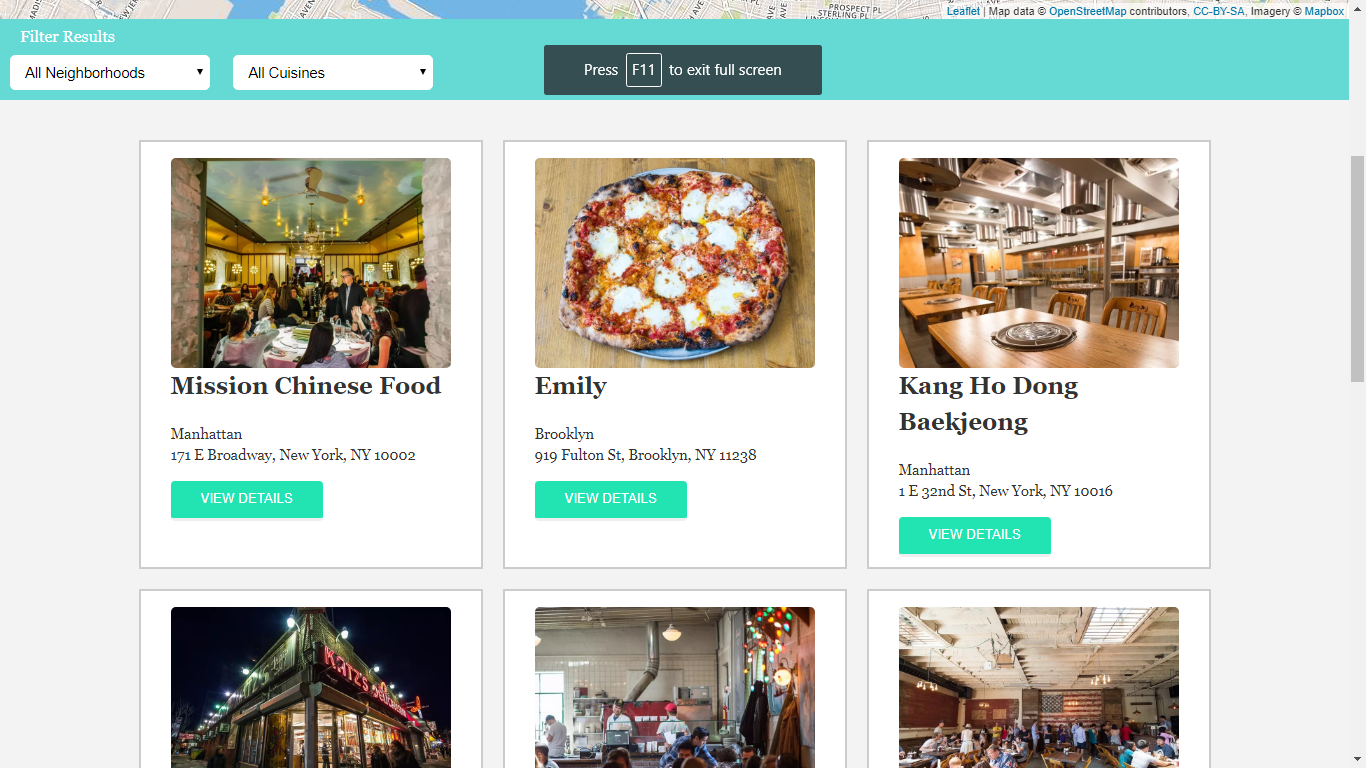 PROSPECT PL
STERLING PL
Leaflet | Map data © OpenStreetMap contributors, CC-BY-SA, Imagery © Mapbox
Filter Results
All Neighborhoods
All Cuisines
Press F11 to exit full screen
Mission Chinese Food
Manhattan
171 E Broadway, New York, NY 10002
VIEW DETAILS
Emily
Brooklyn
919 Fulton St, Brooklyn, NY 11238
VIEW DETAILS
Kang Ho Dong
Baekjeong
Manhattan
1 E 32nd St, New York, NY 10016
VIEW DETAILS
KATZ'S